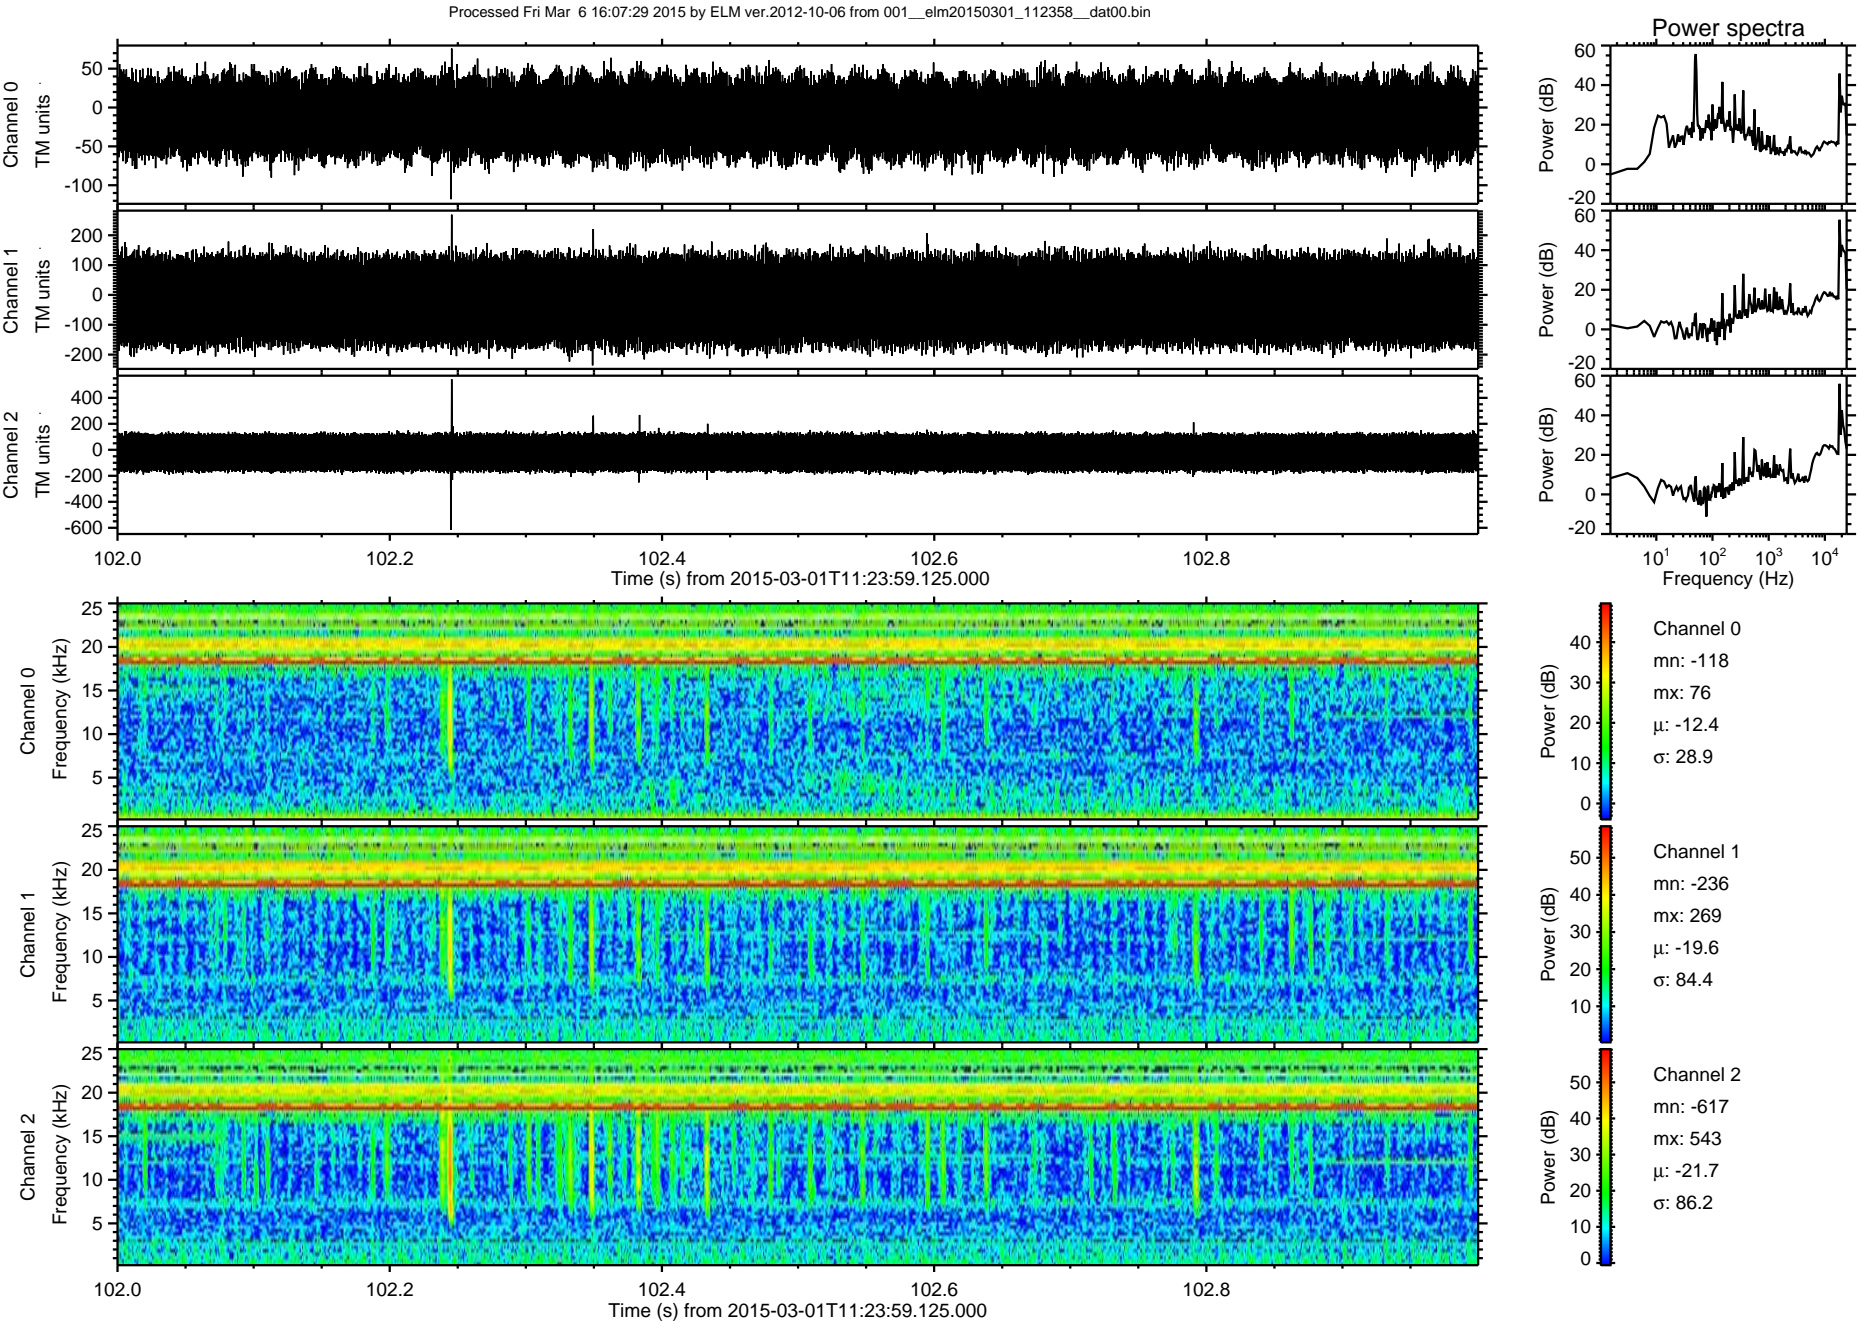 Processed Fri Mar  6 16:07:29 2015 by ELM ver.2012-10-06 from 001__elm20150301_112358__dat00.bin
Power spectra
Channel 0
TM units
50
0
-50
-100
Power (dB)
60
40
20
0
-20
Channel 1
TM units
200
100
0
-100
-200
Power (dB)
60
40
20
0
-20
Channel 2
TM units
400
200
0
-200
-400
-600
Power (dB)
60
40
20
0
-20
102.0 102.2 102.4 102.6 102.8
Time (s) from 2015-03-01T11:23:59.125.000
10¹ 10² 10³ 10⁴
Frequency (Hz)
Channel 0
Frequency (kHz)
25
20
15
10
5
Power (dB)
40
30
20
10
0
Channel 0
mn: -118
mx: 76
μ: -12.4
σ: 28.9
Channel 1
Frequency (kHz)
25
20
15
10
5
Power (dB)
50
40
30
20
10
Channel 1
mn: -236
mx: 269
μ: -19.6
σ: 84.4
Channel 2
Frequency (kHz)
25
20
15
10
5
Power (dB)
50
40
30
20
10
0
Channel 2
mn: -617
mx: 543
μ: -21.7
σ: 86.2
102.0 102.2 102.4 102.6 102.8
Time (s) from 2015-03-01T11:23:59.125.000